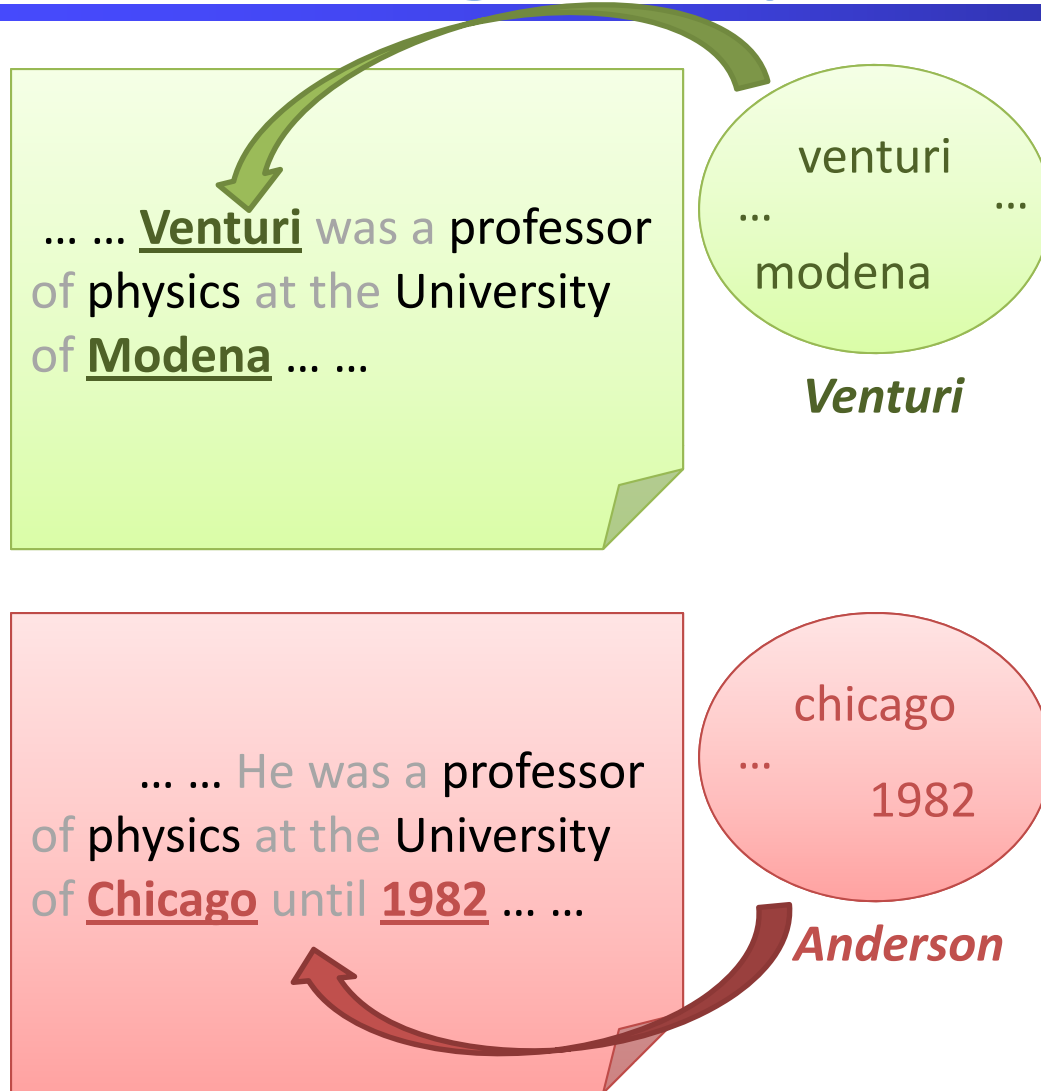 ... ... Venturi was a professor
of physics at the University
of Modena ... ...
venturi
... ...
modena
Venturi
... ... He was a professor
of physics at the University
of Chicago until 1982 ... ...
chicago
...
1982
Anderson